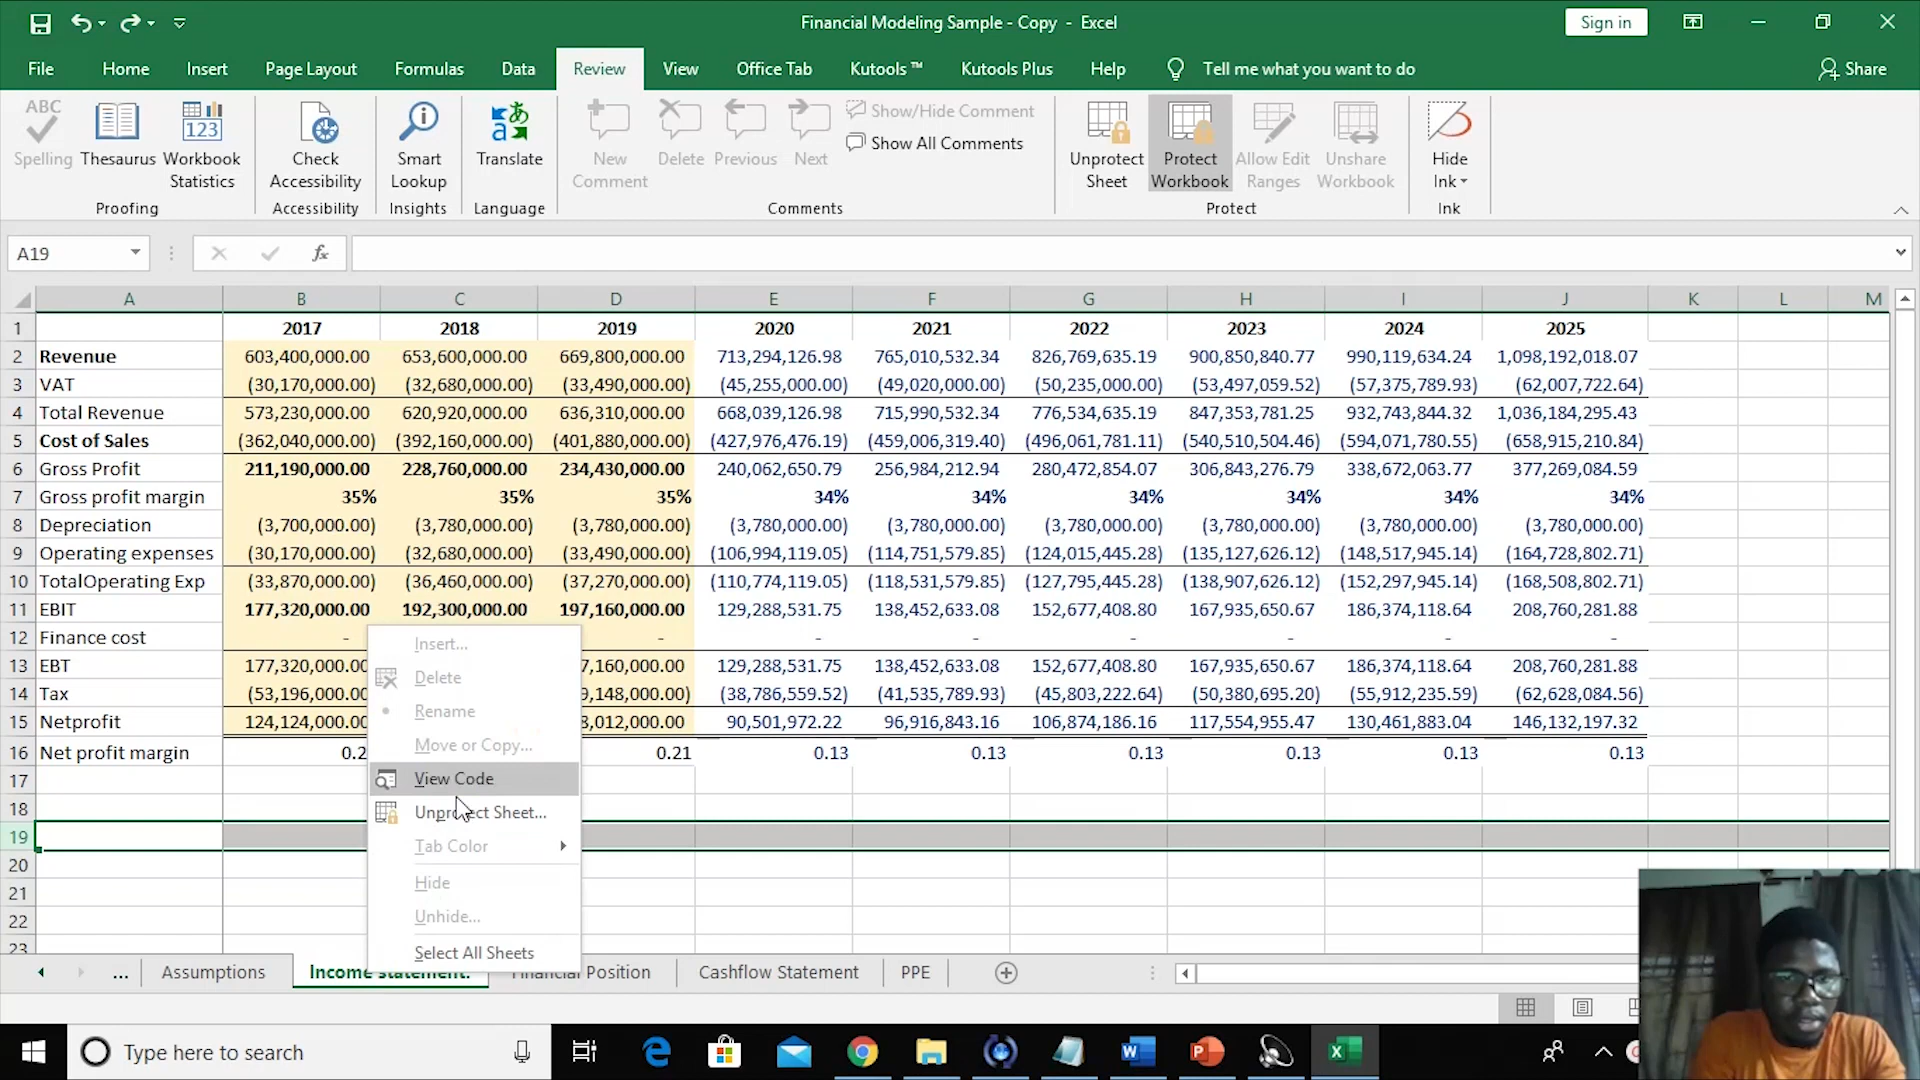 Financial Modeling Sample - Copy - Excel
Sign in
File Home Insert Page Layout Formulas Data Review View Office Tab Kutools ™ Kutools Plus Help Tell me what you want to do Share
ABC
Spelling
Thesaurus
Workbook
Statistics
Proofing
Check
Accessibility
Accessibility
Smart
Lookup
Insights
Translate
Language
New
Comment
Delete
Previous
Next
Show/Hide Comment
Show All Comments
Comments
Unprotect
Sheet
Protect
Workbook
Allow Edit
Ranges
Unshare
Workbook
Protect
Hide
Ink
Ink
A19 fx
A B C D E F G H I J K L M
1 2017 2018 2019 2020 2021 2022 2023 2024 2025
2 Revenue 603,400,000.00 653,600,000.00 669,800,000.00 713,294,126.98 765,010,532.34 826,769,635.19 900,850,840.77 990,119,634.24 1,098,192,018.07
3 VAT (30,170,000.00) (32,680,000.00) (33,490,000.00) (45,255,000.00) (49,020,000.00) (50,235,000.00) (53,497,059.52) (57,375,789.93) (62,007,722.64)
4 Total Revenue 573,230,000.00 620,920,000.00 636,310,000.00 668,039,126.98 715,990,532.34 776,534,635.19 847,353,781.25 932,743,844.32 1,036,184,295.43
5 Cost of Sales (362,040,000.00) (392,160,000.00) (401,880,000.00) (427,976,476.19) (459,006,319.40) (496,061,781.11) (540,510,504.46) (594,071,780.55) (658,915,210.84)
6 Gross Profit 211,190,000.00 228,760,000.00 234,430,000.00 240,062,650.79 256,984,212.94 280,472,854.07 306,843,276.79 338,672,063.77 377,269,084.59
7 Gross profit margin 35% 35% 35% 34% 34% 34% 34% 34% 34%
8 Depreciation (3,700,000.00) (3,780,000.00) (3,780,000.00) (3,780,000.00) (3,780,000.00) (3,780,000.00) (3,780,000.00) (3,780,000.00) (3,780,000.00)
9 Operating expenses (30,170,000.00) (32,680,000.00) (33,490,000.00) (106,994,119.05) (114,751,579.85) (124,015,445.28) (135,127,626.12) (148,517,945.14) (164,728,802.71)
10 TotalOperating Exp (33,870,000.00) (36,460,000.00) (37,270,000.00) (110,774,119.05) (118,531,579.85) (127,795,445.28) (138,907,626.12) (152,297,945.14) (168,508,802.71)
11 EBIT 177,320,000.00 192,300,000.00 197,160,000.00 129,288,531.75 138,452,633.08 152,677,408.80 167,935,650.67 186,374,118.64 208,760,281.88
12 Finance cost - - - - - - - -
13 EBT 177,320,000.00 7,160,000.00 129,288,531.75 138,452,633.08 152,677,408.80 167,935,650.67 186,374,118.64 208,760,281.88
14 Tax (53,196,000.00 9,148,000.00) (38,786,559.52) (41,535,789.93) (45,803,222.64) (50,380,695.20) (55,912,235.59) (62,628,084.56)
15 Netprofit 124,124,000.00 8,012,000.00 90,501,972.22 96,916,843.16 106,874,186.16 117,554,955.47 130,461,883.04 146,132,197.32
16 Net profit margin 0.2 0.21 0.13 0.13 0.13 0.13 0.13 0.13
17
18
19
20
21
22
23
Insert...
Delete
Rename
Move or Copy...
View Code
Unprotect Sheet...
Tab Color
Hide
Unhide...
Select All Sheets
... Assumptions Income statement. Financial Position Cashflow Statement PPE
Type here to search